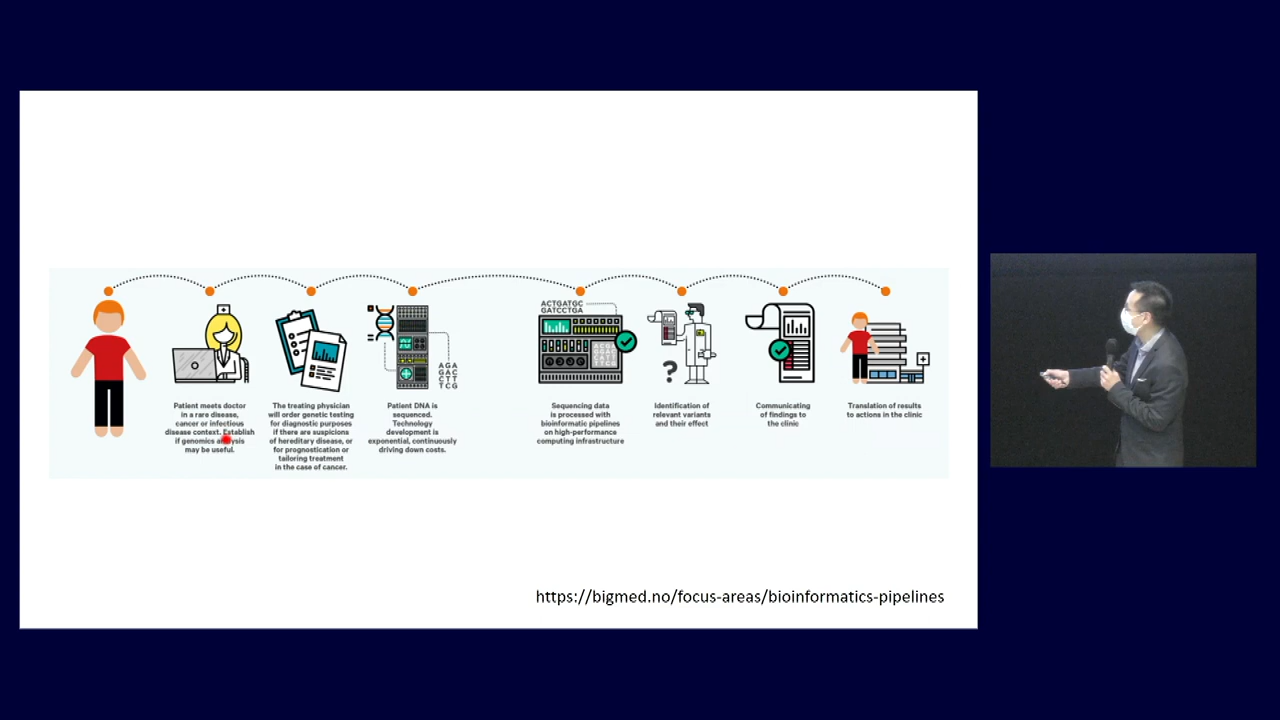 Patient meets doctor
in a rare disease,
cancer or infectious
disease context. Establish
if genomics analysis
may be useful.
The treating physician
will order genetic testing
for diagnostic purposes
if there are suspicions
of hereditary disease, or
for prognostication or
tailoring treatment
in the case of cancer.
AGA
GAC
CTT
TCG
Patient DNA is
sequenced.
Technology
development is
exponential, continuously
driving down costs.
ACTGATGC
GATCCTGA
Sequencing data
is processed with
bioinformatic pipelines
on high-performance
computing infrastructure
?
Identification of
relevant variants
and their effect
Communicating
of findings to
the clinic
Translation of results
to actions in the clinic
https://bigmed.no/focus-areas/bioinformatics-pipelines